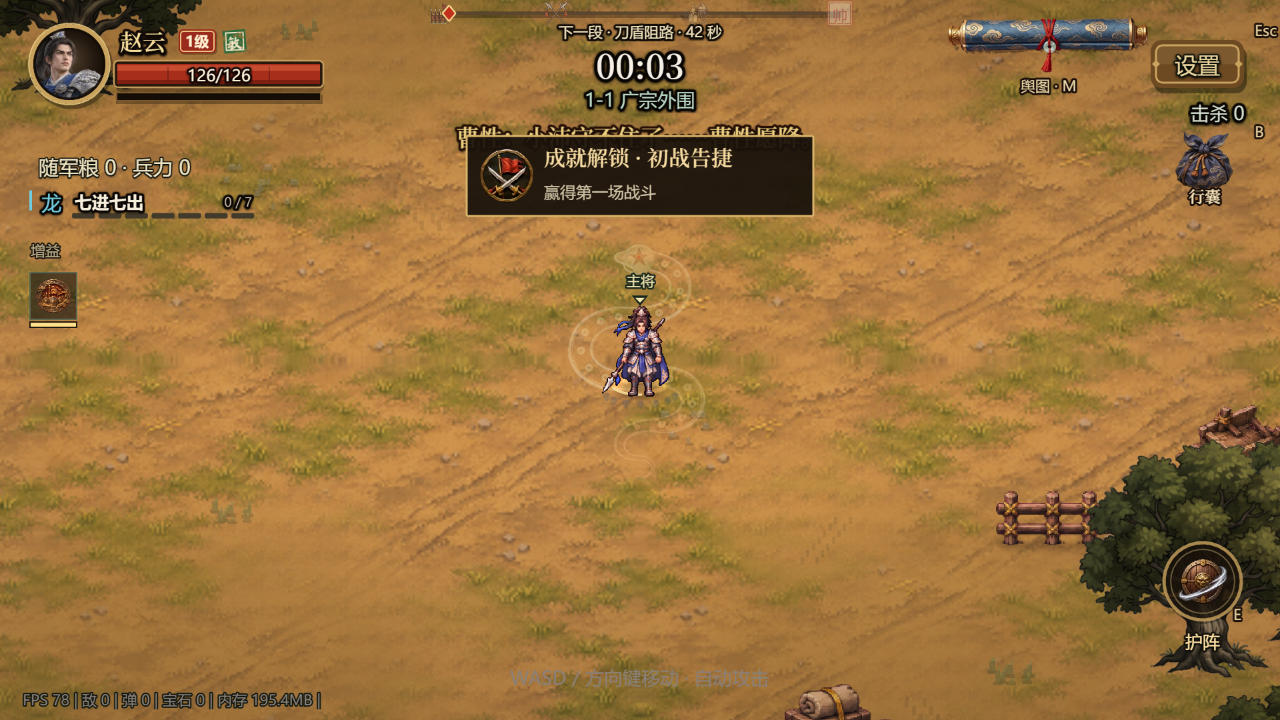 赵云 1级 敏
126/126
下一段·刀盾阻路·42 秒
00:03
1-1 广宗外围
帅
Esc
设置
舆图·M
击杀 0
B
行囊
随军粮 0·兵力 0
龙 七进七出 0/7
增益
成就解锁·初战告捷
赢得第一场战斗
主将
E
护阵
WASD / 方向键移动 · 自动攻击
FPS 78 | 敌 0 | 弹 0 | 宝石 0 | 内存 195.4MB |